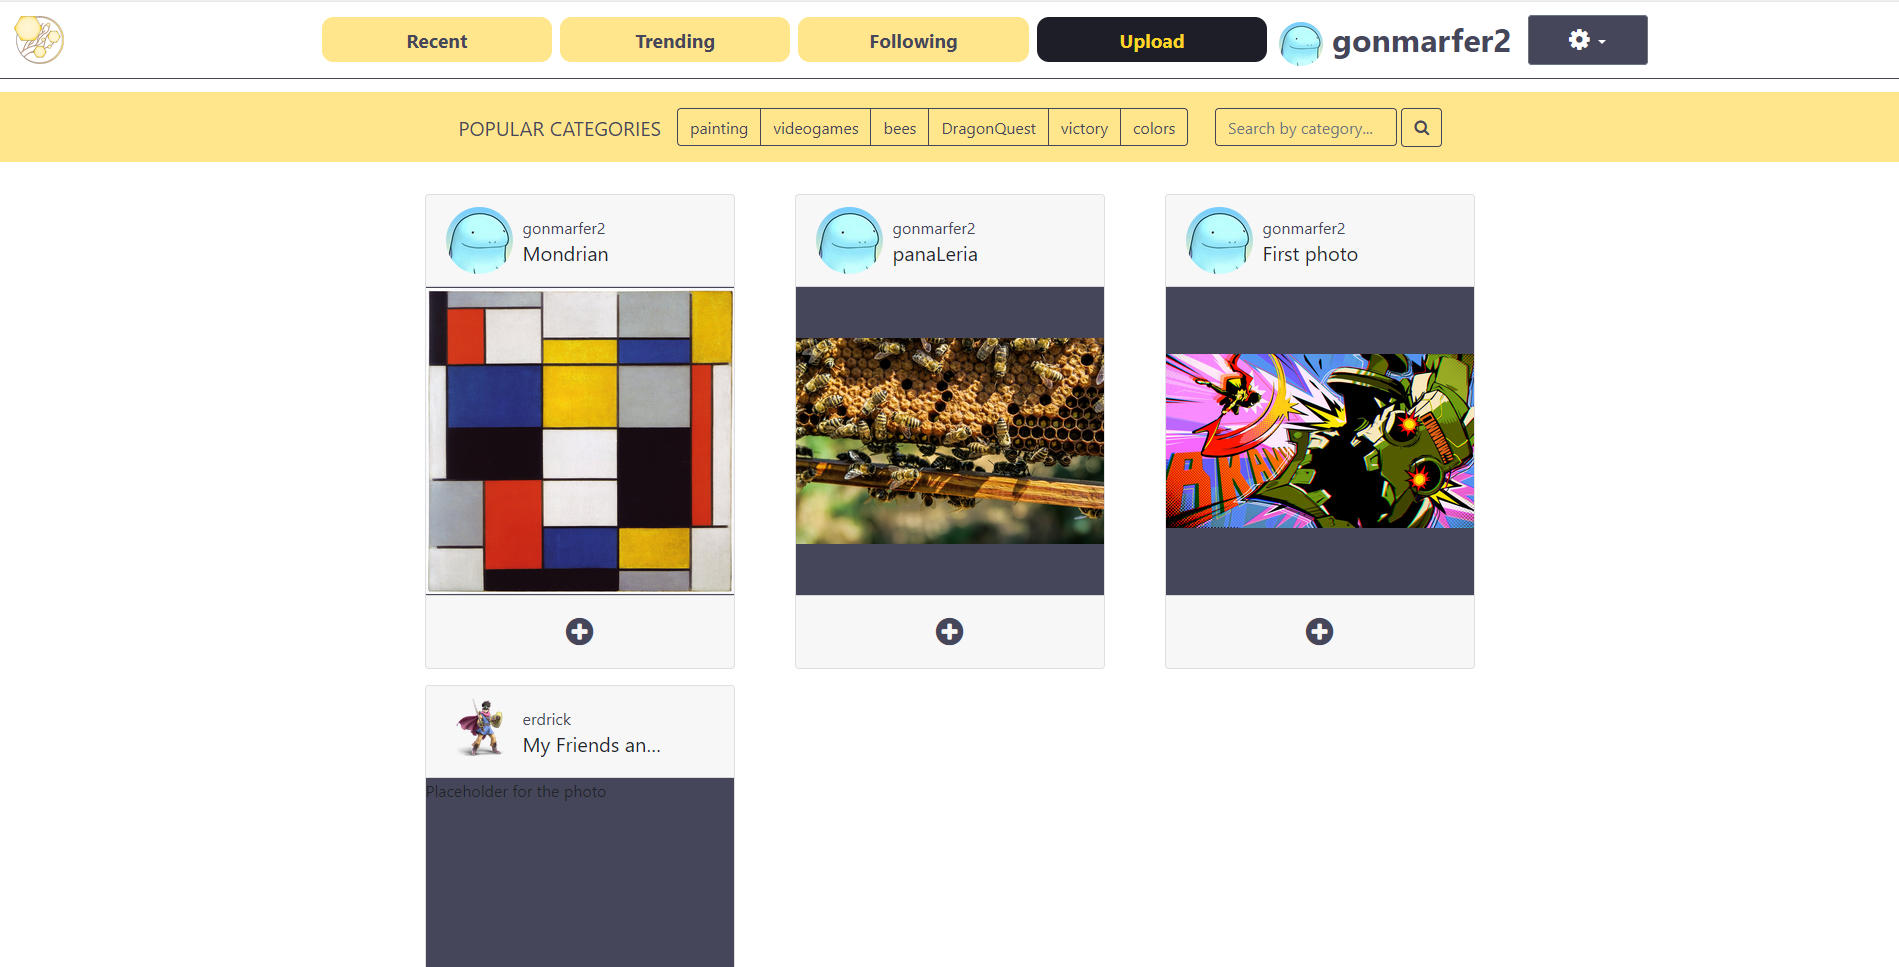 Recent
Trending
Following
Upload
gonmarfer2
POPULAR CATEGORIES
painting
videogames
bees
DragonQuest
victory
colors
Search by category...
gonmarfer2
Mondrian
gonmarfer2
panaLeria
gonmarfer2
First photo
erdrick
My Friends an...
Placeholder for the photo